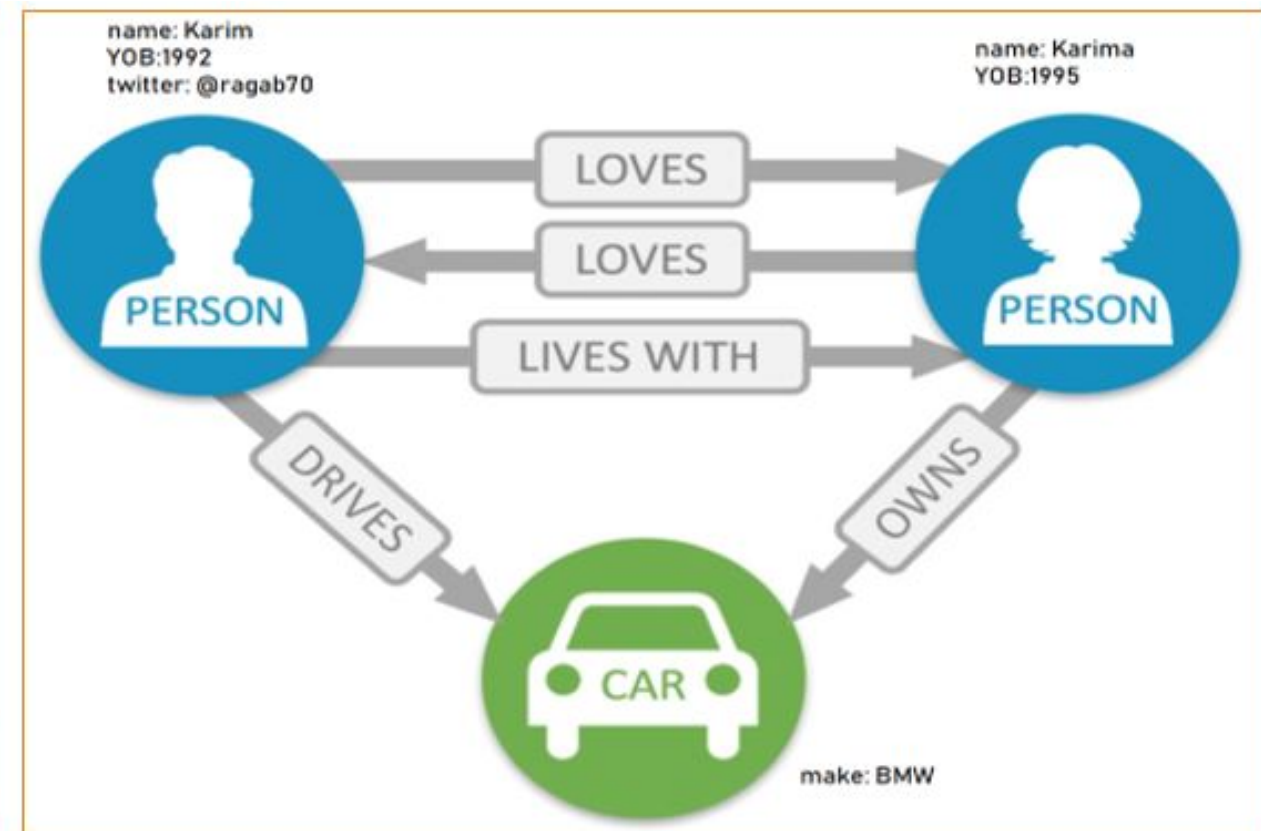 name: Karim
YOB:1992
twitter: @ragab70
name: Karima
YOB:1995
LOVES
LOVES
PERSON
PERSON
LIVES WITH
DRIVES
OWNS
CAR
make: BMW